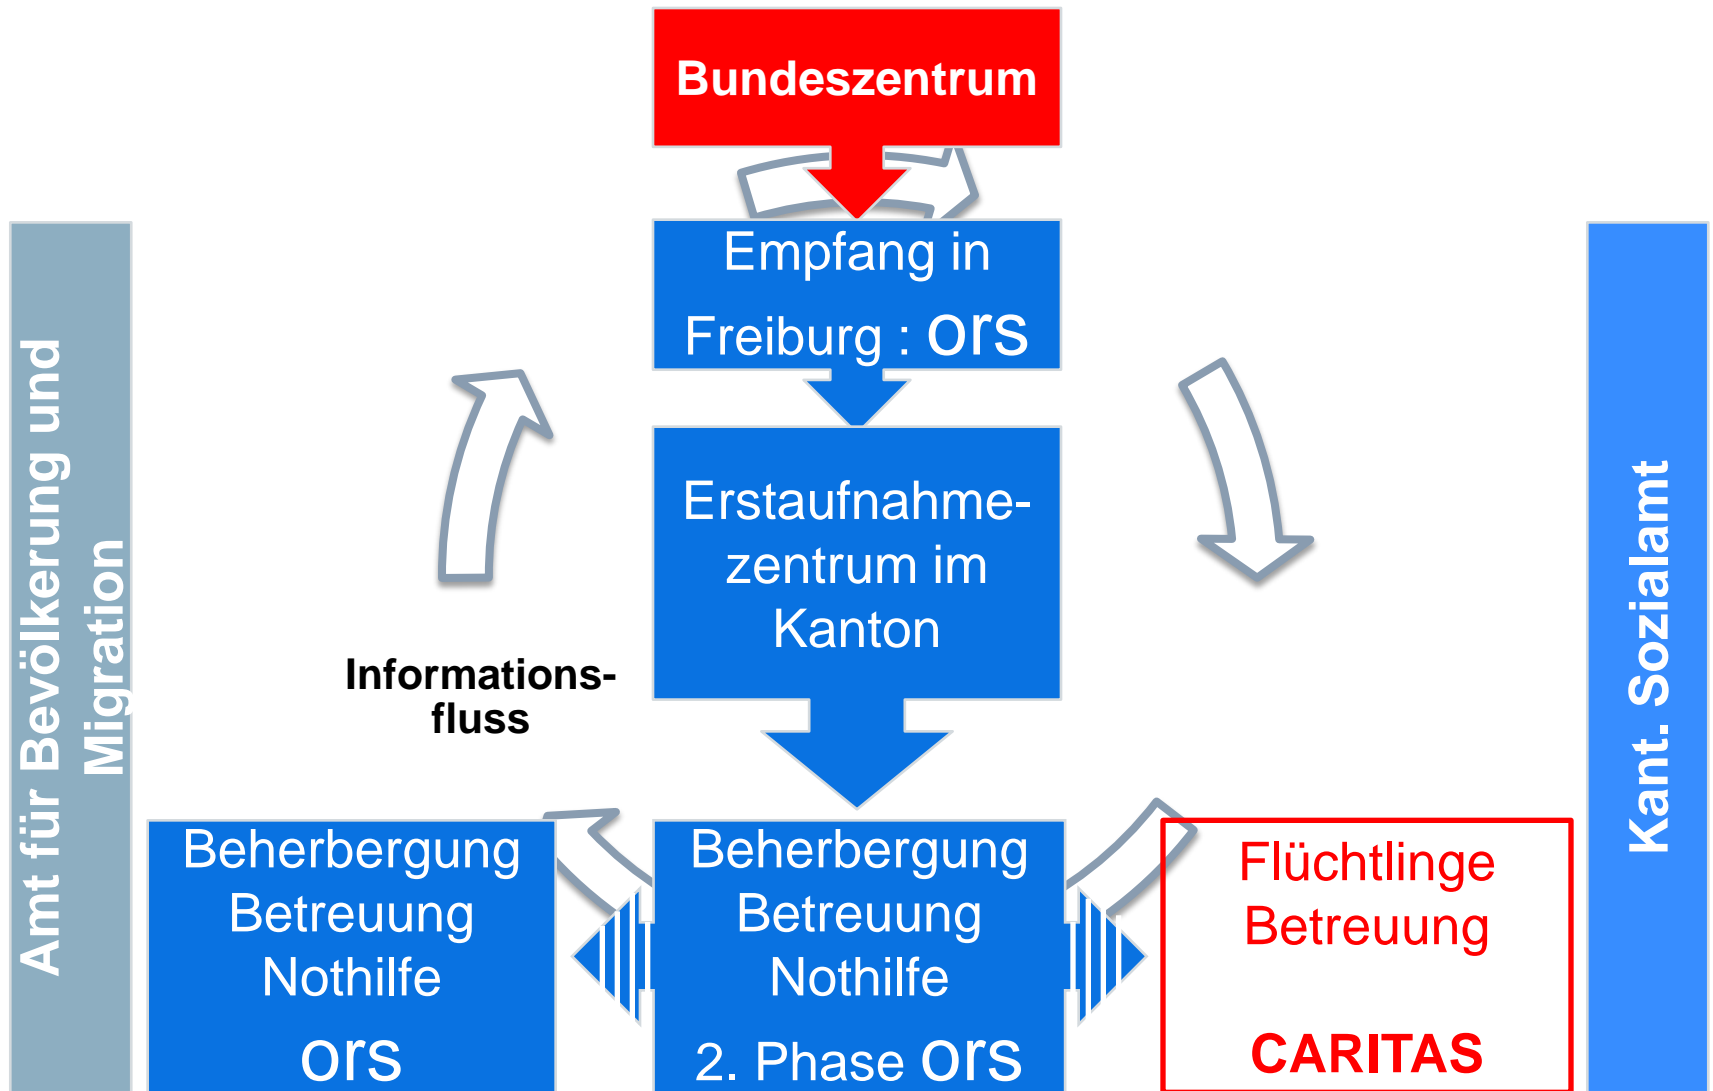 Bundeszentrum
Empfang in
Freiburg : ors
Erstaufnahme-
zentrum im
Kanton
Informations-
fluss
Amt für Bevölkerung und
Migration
Kant. Sozialamt
Beherbergung
Betreuung
Nothilfe
ors
Beherbergung
Betreuung
Nothilfe
2. Phase ors
Flüchtlinge
Betreuung
CARITAS